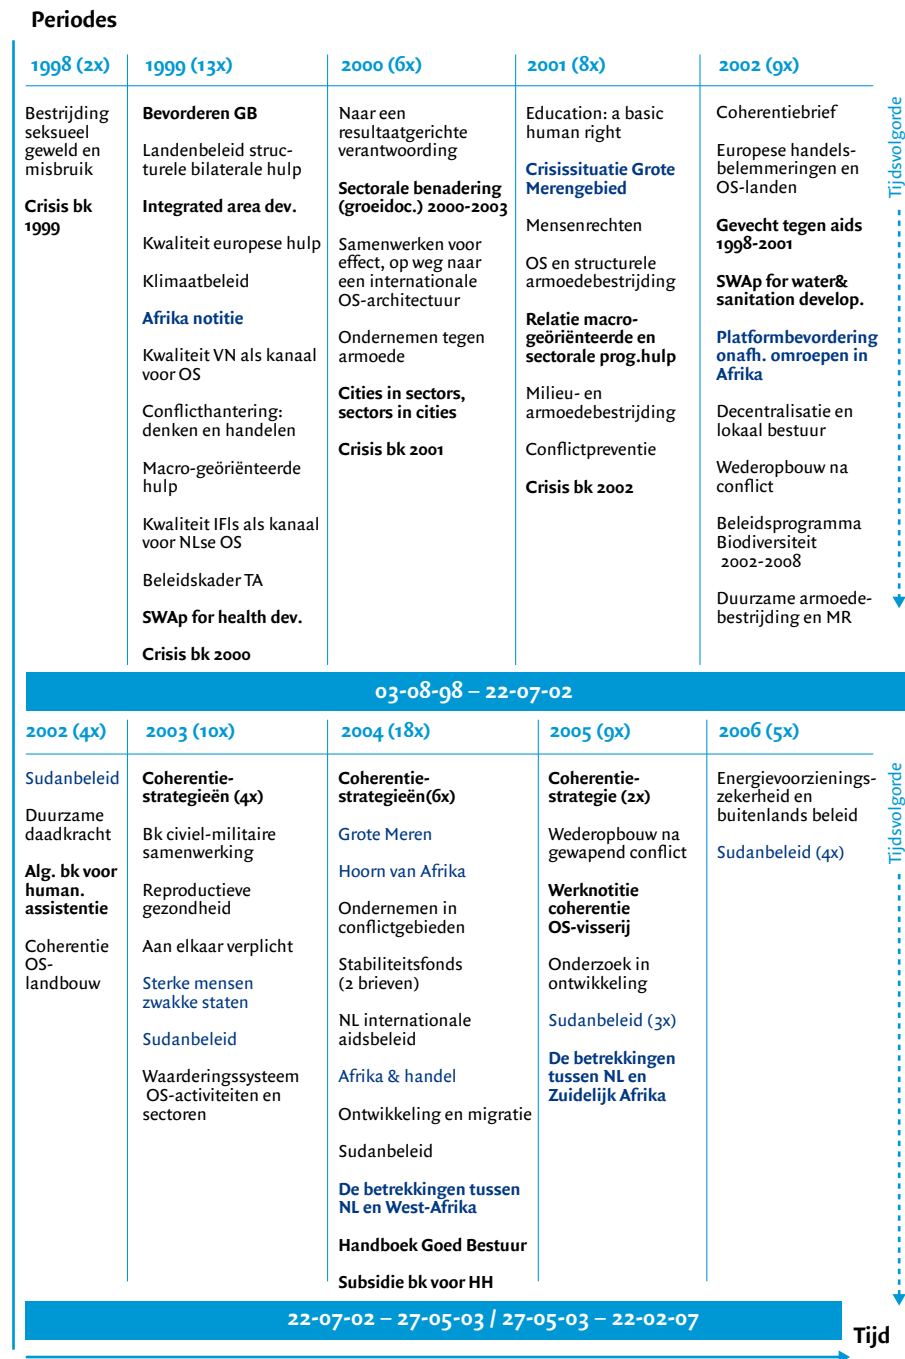 Periodes
1998 (2x)
Bestrijding
seksueel
geweld en
misbruik
Crisis bk
1999
1999 (13x)
Bevorderen GB
Landenbeleid struc-
turele bilaterale hulp
Integrated area dev.
Kwaliteit europese hulp
Klimaatbeleid
Afrika notitie
Kwaliteit VN als kanaal
voor OS
Conflicthantering:
denken en handelen
Macro-geöriënteerde
hulp
Kwaliteit IFIs als kanaal
voor NLse OS
Beleidskader TA
SWAp for health dev.
Crisis bk 2000
2000 (6x)
Naar een
resultaatgerichte
verantwoording
Sectorale benadering
(groeidoc.) 2000-2003
Samenwerken voor
effect, op weg naar
een internationale
OS-architectuur
Ondernemen tegen
armoede
Cities in sectors,
sectors in cities
Crisis bk 2001
2001 (8x)
Education: a basic
human right
Crisissituatie Grote
Merengebied
Mensenrechten
OS en structurele
armoedebestrijding
Relatie macro-
geöriënteerde en
sectorale prog.hulp
Milieu- en
armoedebestrijding
Conflictpreventie
Crisis bk 2002
2002 (9x)
Coherentiebrief
Europese handels-
belemmeringen en
OS-landen
Gevecht tegen aids
1998-2001
SWAp for water&
sanitation develop.
Platformbevordering
onafh. omroepen in
Afrika
Decentralisatie en
lokaal bestuur
Wederopbouw na
conflict
Beleidsprogramma
Biodiversiteit
2002-2008
Duurzame armoede-
bestrijding en MR
Tijdsvolgorde
03-08-98 – 22-07-02
2002 (4x)
Sudanbeleid
Duurzame
daadkracht
Alg. bk voor
human.
assistentie
Coherentie
OS-
landbouw
2003 (10x)
Coherentie-
strategieën (4x)
Bk civiel-militaire
samenwerking
Reproductieve
gezondheid
Aan elkaar verplicht
Sterke mensen
zwakke staten
Sudanbeleid
Waarderingssysteem
OS-activiteiten en
sectoren
2004 (18x)
Coherentie-
strategieën(6x)
Grote Meren
Hoorn van Afrika
Ondernemen in
conflictgebieden
Stabiliteitsfonds
(2 brieven)
NL internationale
aidsbeleid
Afrika & handel
Ontwikkeling en migratie
Sudanbeleid
De betrekkingen tussen
NL en West-Afrika
Handboek Goed Bestuur
Subsidie bk voor HH
2005 (9x)
Coherentie-
strategie (2x)
Wederopbouw na
gewapend conflict
Werknotitie
coherentie
OS-visserij
Onderzoek in
ontwikkeling
Sudanbeleid (3x)
De betrekkingen
tussen NL en
Zuidelijk Afrika
2006 (5x)
Energievoorzienings-
zekerheid en
buitenlands beleid
Sudanbeleid (4x)
Tijdsvolgorde
22-07-02 – 27-05-03 / 27-05-03 – 22-02-07
Tijd